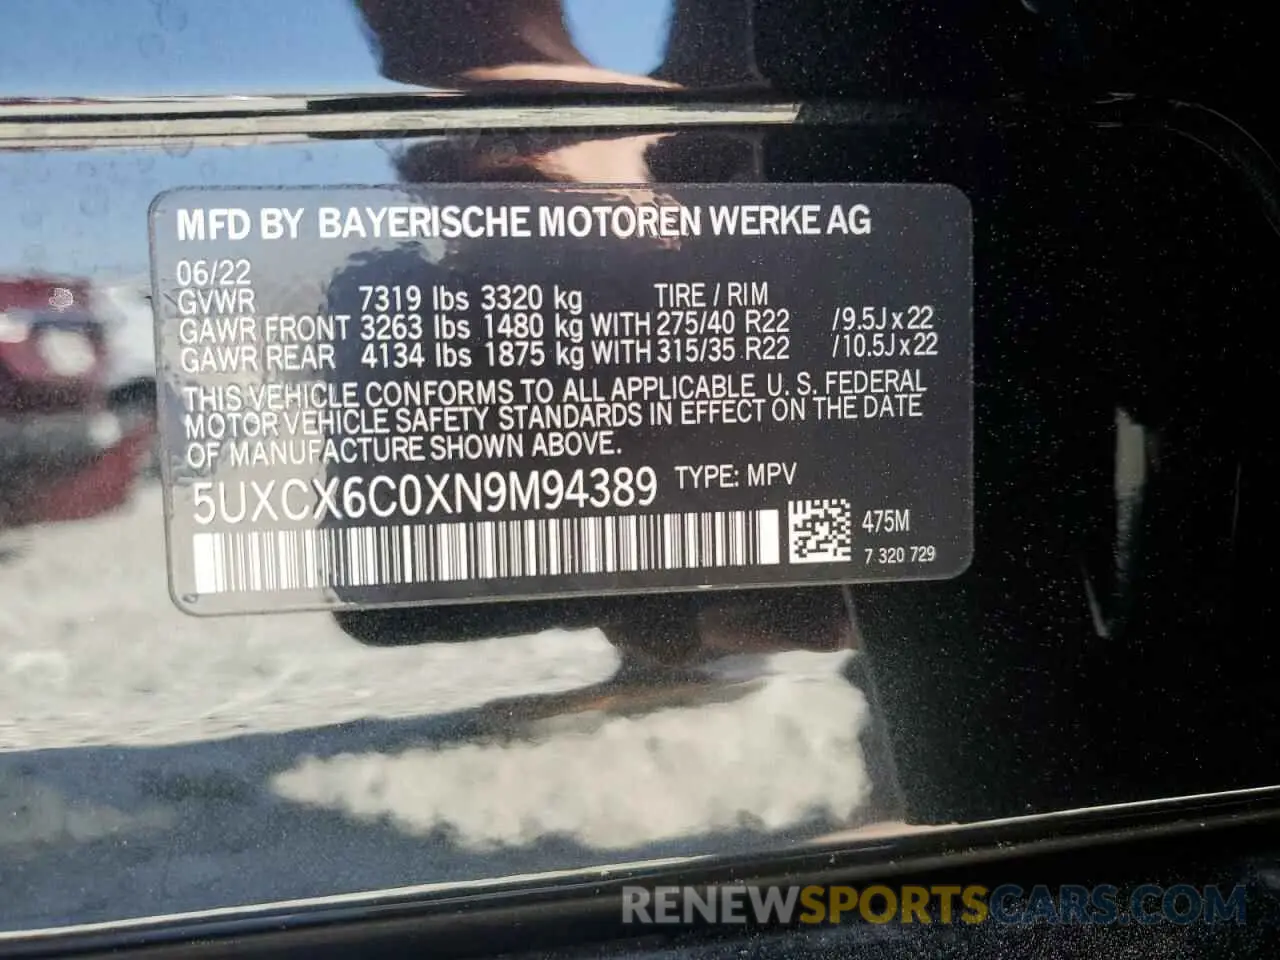 MFD BY BAYERISCHE MOTOREN WERKE AG
06/22
GVWR 7319 lbs 3320 kg TIRE / RIM
GAWR FRONT 3263 lbs 1480 kg WITH 275/40 R22 /9.5J x 22
GAWR REAR 4134 lbs 1875 kg WITH 315/35 R22 /10.5J x 22
THIS VEHICLE CONFORMS TO ALL APPLICABLE U. S. FEDERAL
MOTOR VEHICLE SAFETY STANDARDS IN EFFECT ON THE DATE
OF MANUFACTURE SHOWN ABOVE.
5UXCX6C0XN9M94389 TYPE: MPV
475M
7 320 729
RENEWSPORTSCARS.COM